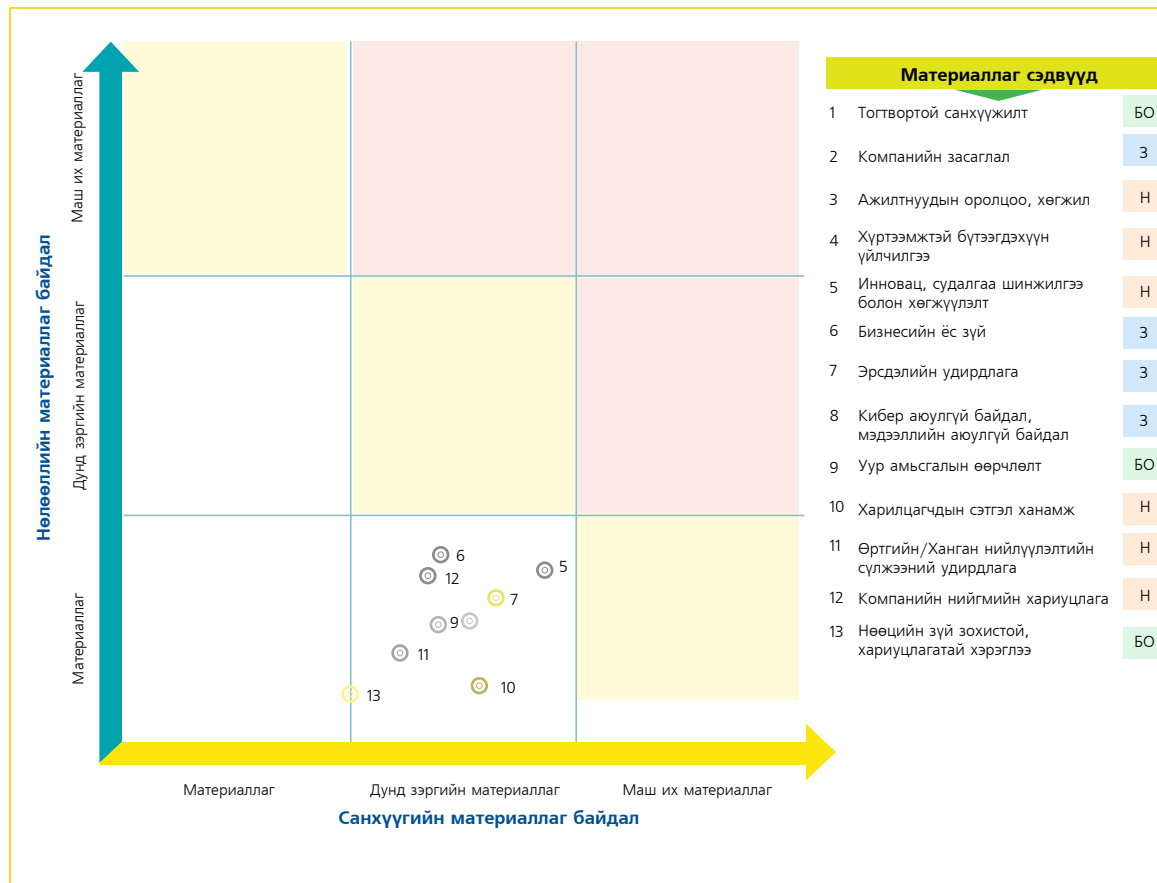 Нөлөөллийн материаллаг байдал
Маш их материаллаг
Дунд зэргийн материаллаг
Материаллаг
6
12
5
7
9
11
10
13
Материаллаг
Дунд зэргийн материаллаг
Маш их материаллаг
Санхүүгийн материаллаг байдал
Материаллаг сэдвүүд
1 Тогтвортой санхүүжилт БО
2 Компанийн засаглал З
3 Ажилтнуудын оролцоо, хөгжил Н
4 Хүртээмжтэй бүтээгдэхүүн
үйлчилгээ Н
5 Инновац, судалгаа шинжилгээ
болон хөгжүүлэлт Н
6 Бизнесийн ёс зүй З
7 Эрсдэлийн удирдлага З
8 Кибер аюулгүй байдал,
мэдээллийн аюулгүй байдал З
9 Уур амьсгалын өөрчлөлт БО
10 Харилцагчдын сэтгэл ханамж Н
11 Өртгийн/Ханган нийлүүлэлтийн
сүлжээний удирдлага Н
12 Компанийн нийгмийн хариуцлага Н
13 Нөөцийн зүй зохистой,
хариуцлагатай хэрэглээ БО